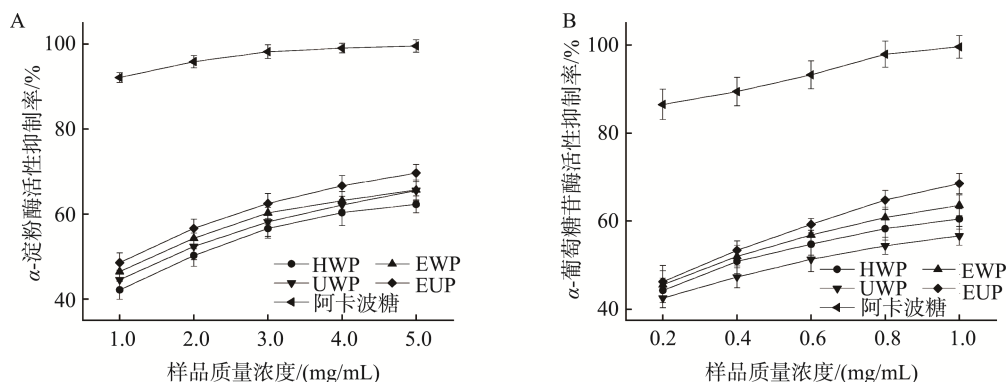 A
α-淀粉酶活性抑制率/%
100
80
60
40
HWP EWP
UWP EUP
阿卡波糖
1.0 2.0 3.0 4.0 5.0
样品质量浓度/(mg/mL)
B
α-葡萄糖苷酶活性抑制率/%
100
80
60
40
HWP EWP
UWP EUP
阿卡波糖
0.2 0.4 0.6 0.8 1.0
样品质量浓度/(mg/mL)